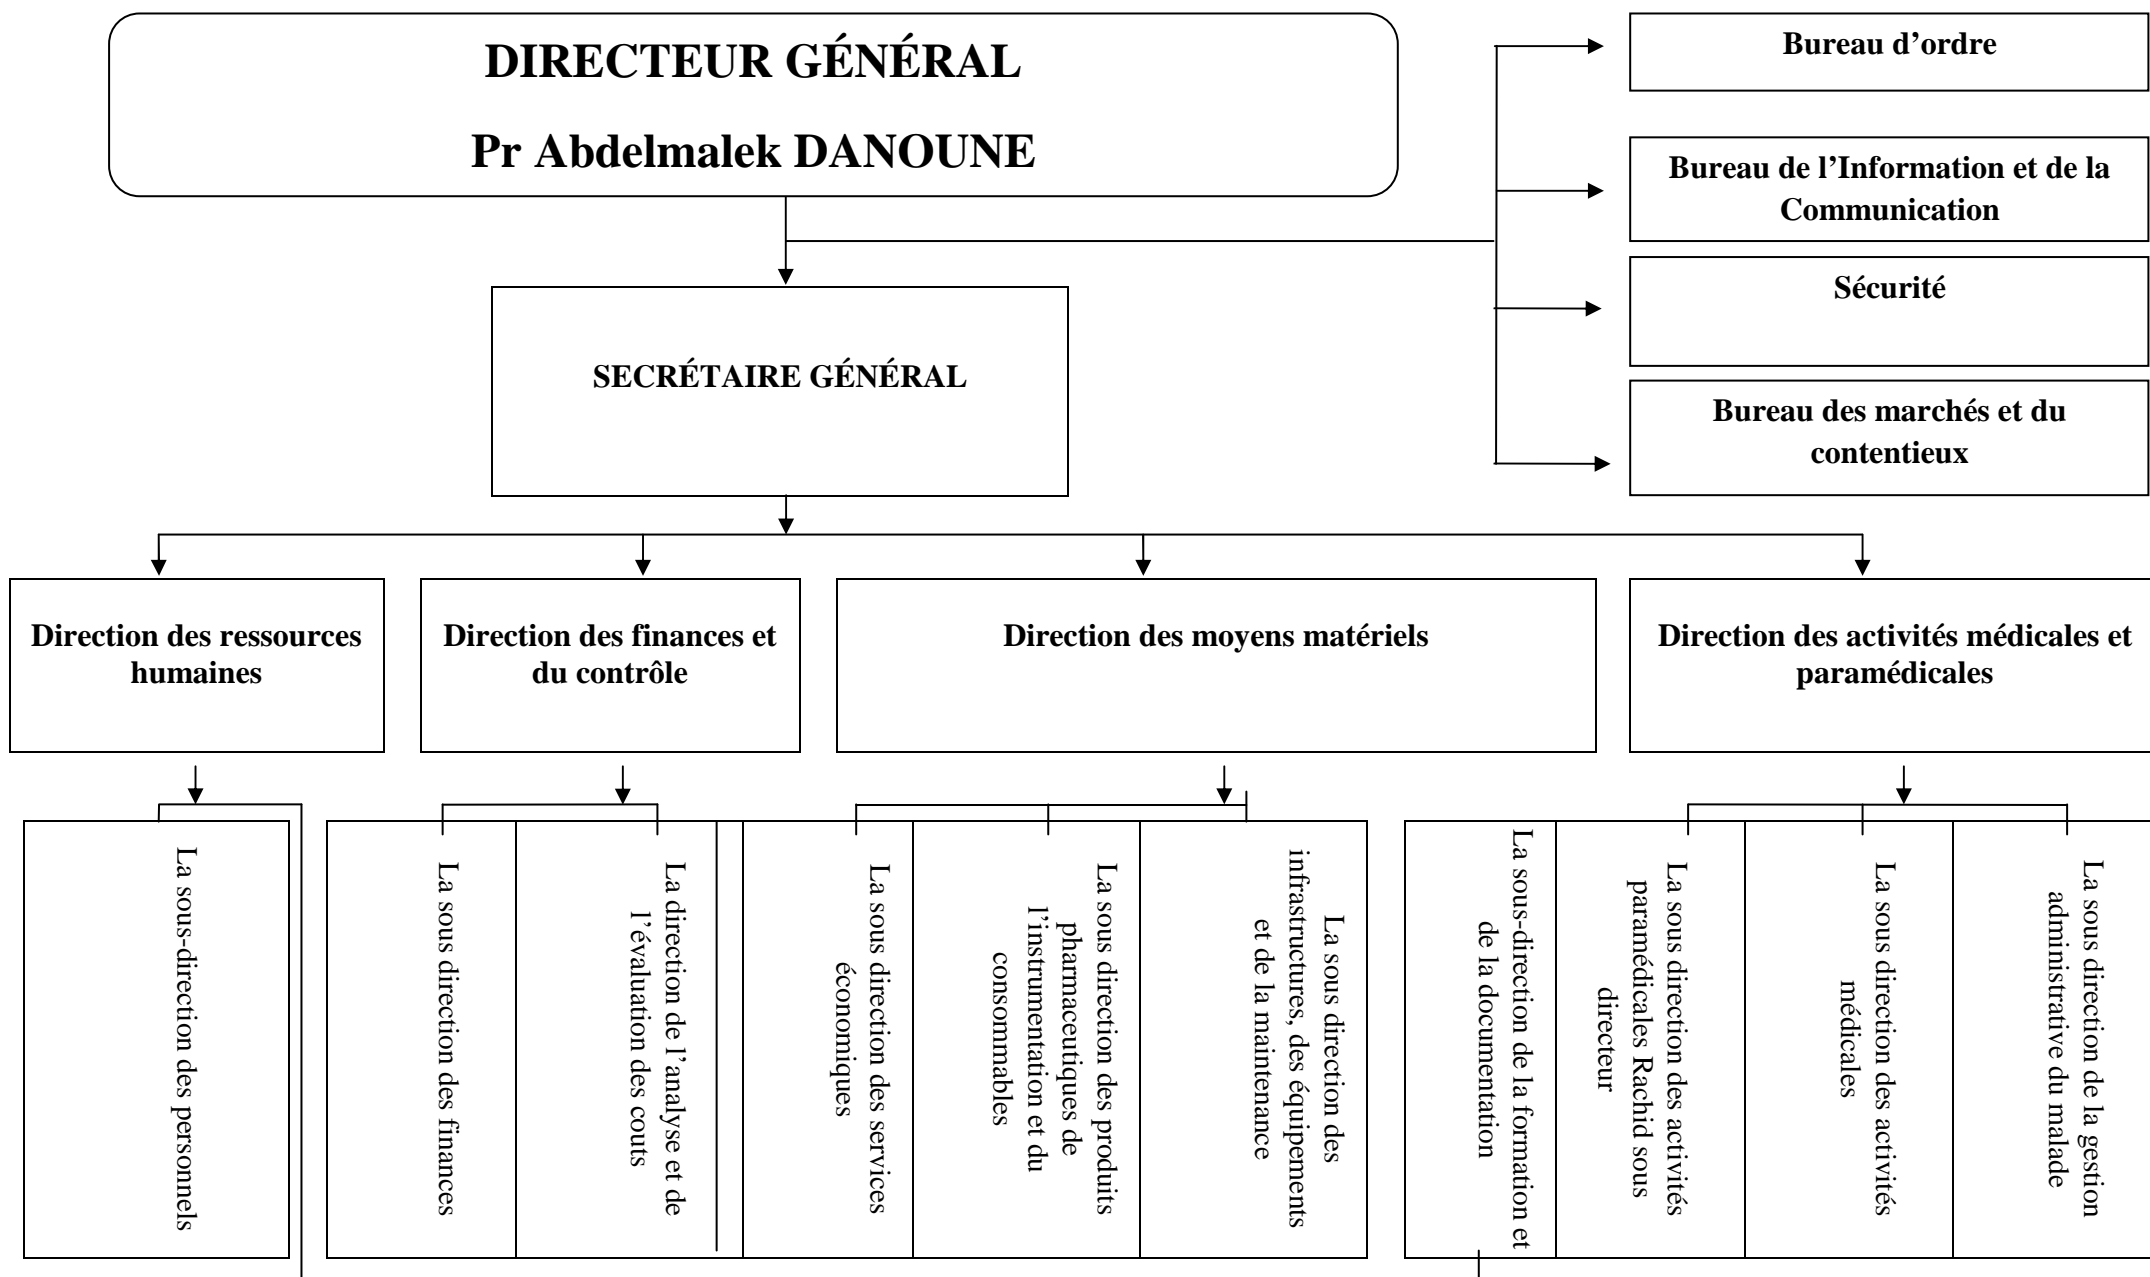 DIRECTEUR GÉNÉRAL
Pr Abdelmalek DANOUNE
Bureau d’ordre
Bureau de l’Information et de la
Communication
Sécurité
Bureau des marchés et du
contentieux
SECRÉTAIRE GÉNÉRAL
Direction des ressources
humaines
Direction des finances et
du contrôle
Direction des moyens matériels
Direction des activités médicales et
paramédicales
La sous-direction des personnels
La sous direction des finances
La direction de l’analyse et de
l’évaluation des couts
La sous direction des services
économiques
La sous direction des produits
pharmaceutiques de
l’instrumentation et du
consommables
La sous direction des
infrastructures, des équipements
et de la maintenance
La sous-direction de la formation et
de la documentation
La sous direction des activités
paramédicales Rachid sous
directeur
La sous direction des activités
médicales
La sous direction de la gestion
administrative du malade